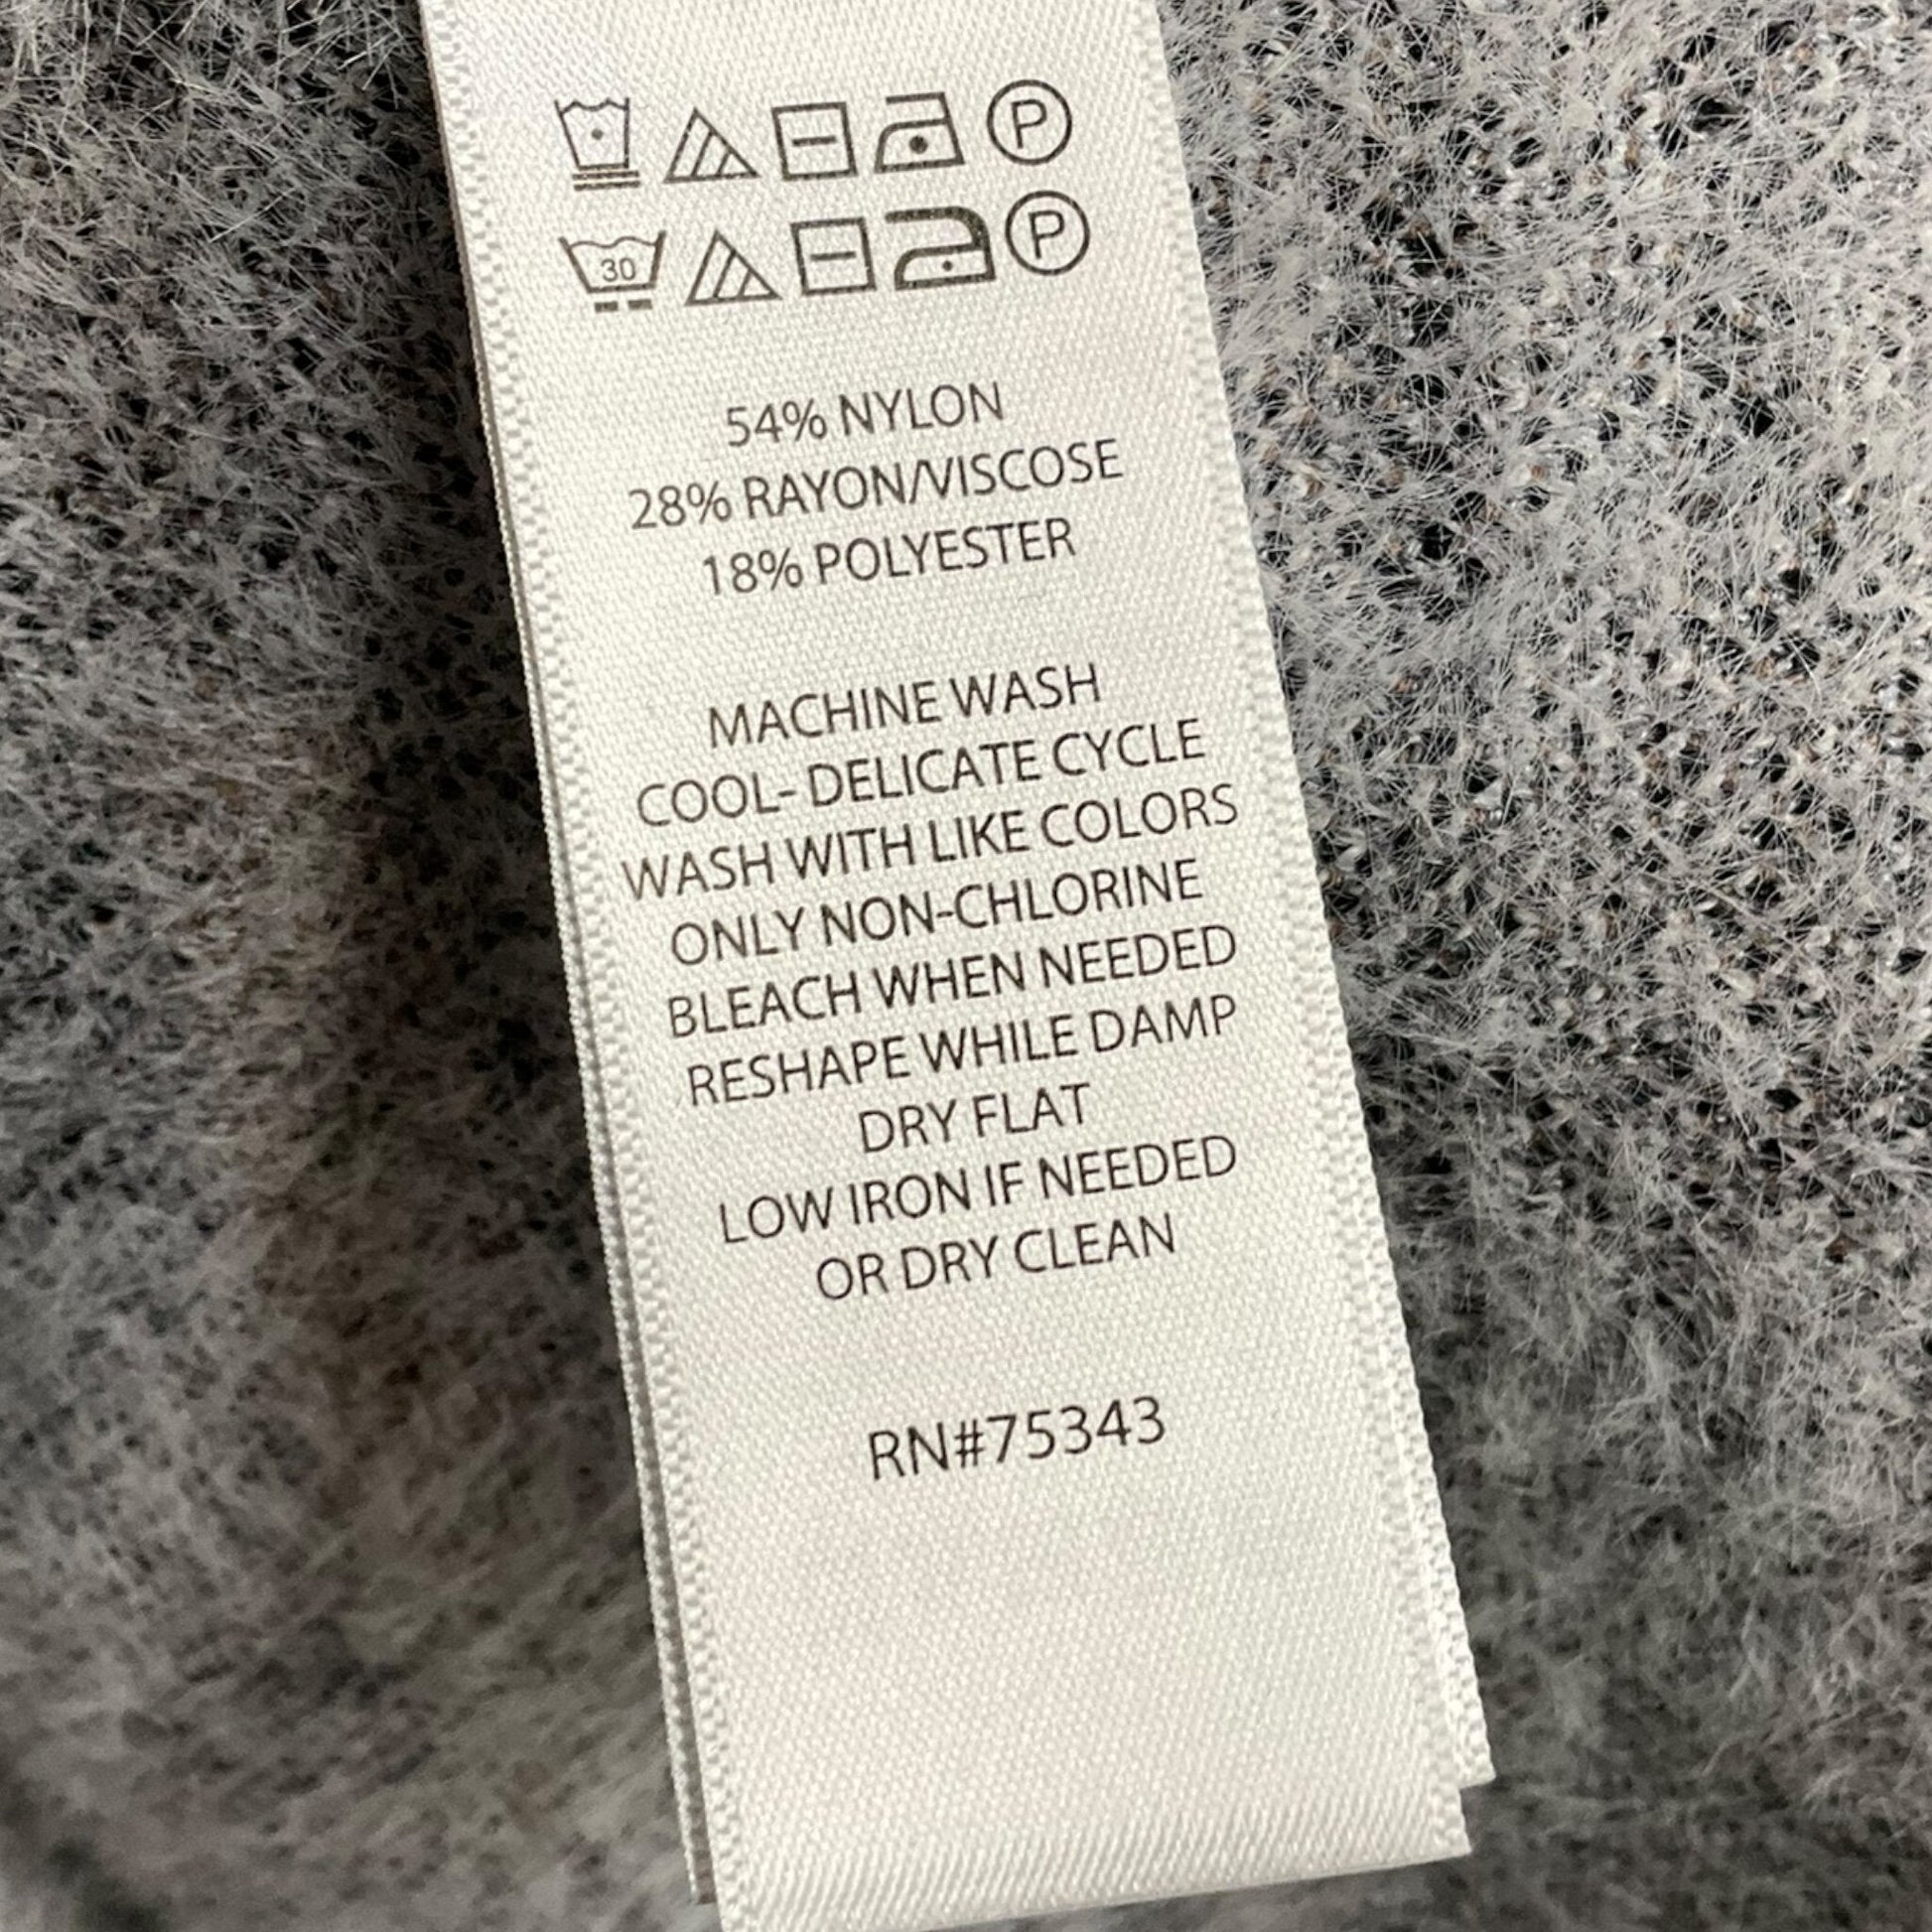 P
30 P
54% NYLON
28% RAYON/VISCOSE
18% POLYESTER
MACHINE WASH
COOL- DELICATE CYCLE
WASH WITH LIKE COLORS
ONLY NON-CHLORINE
BLEACH WHEN NEEDED
RESHAPE WHILE DAMP
DRY FLAT
LOW IRON IF NEEDED
OR DRY CLEAN
RN#75343